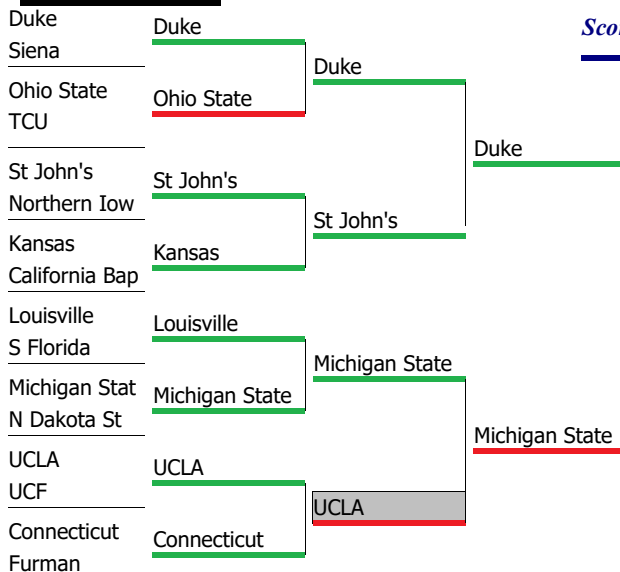 Duke
Siena
Ohio State
TCU
St John's
Northern Iow
Kansas
California Bap
Louisville
S Florida
Michigan Stat
N Dakota St
UCLA
UCF
Connecticut
Furman
Duke
Ohio State
St John's
Kansas
Louisville
Michigan State
UCLA
Connecticut
Duke
St John's
Michigan State
UCLA
Duke
Michigan State